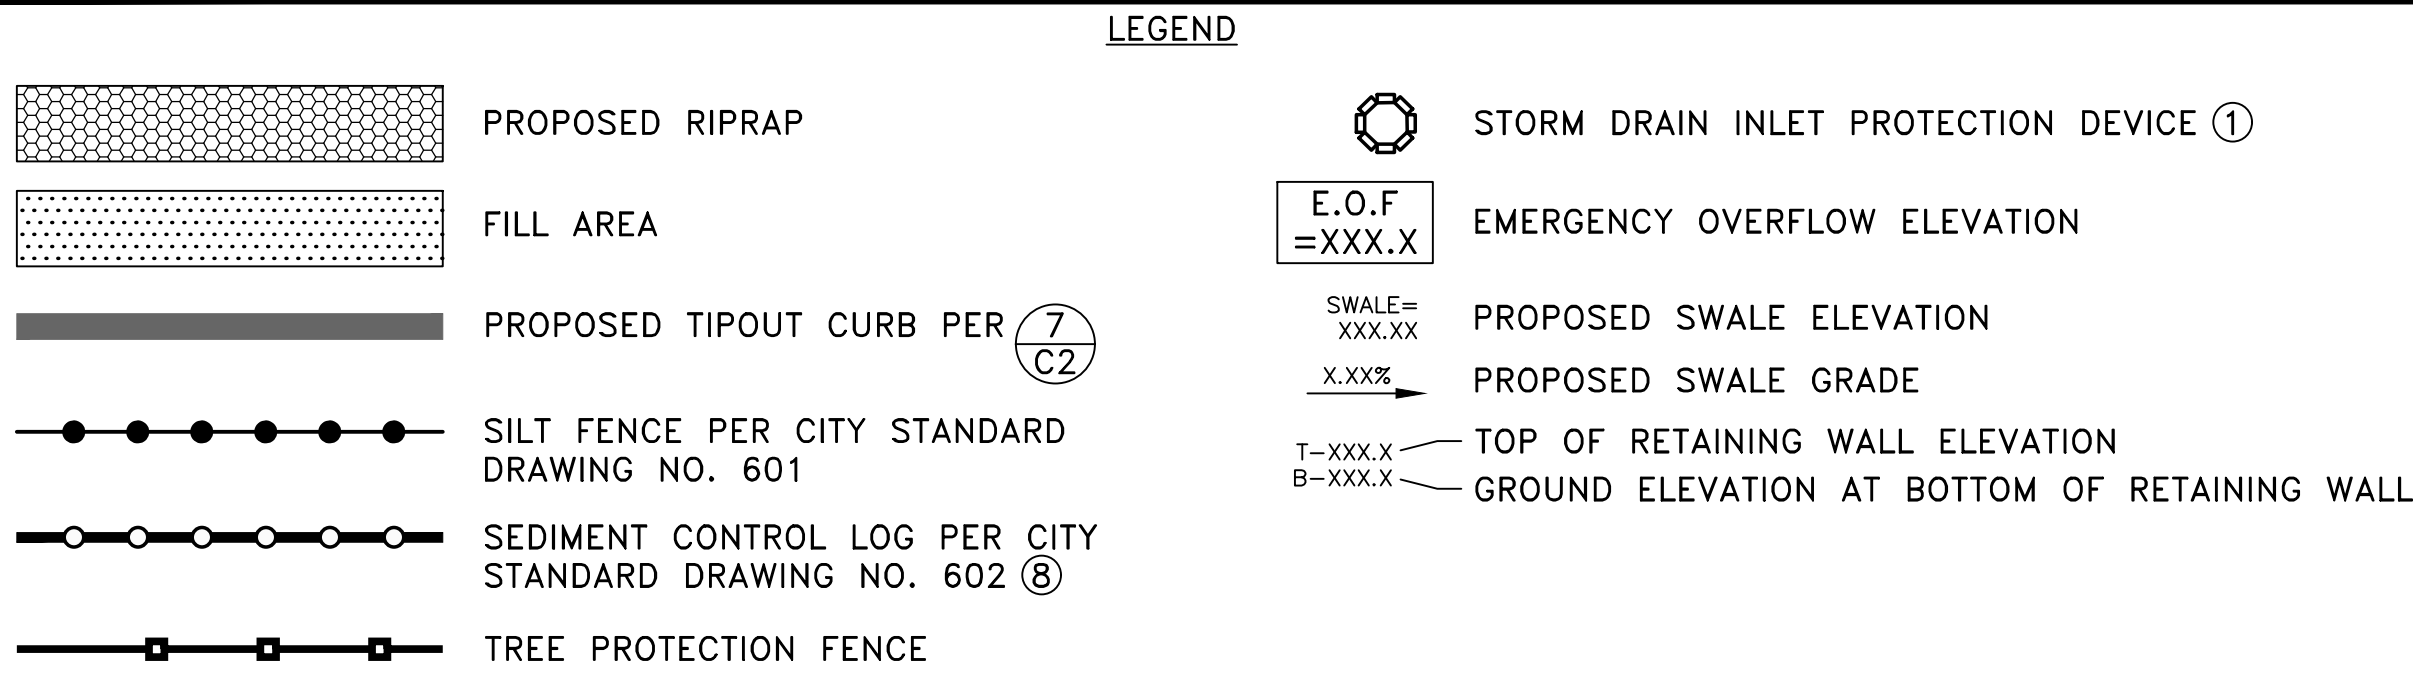 LEGEND
PROPOSED RIPRAP
FILL AREA
PROPOSED TIPOUT CURB PER 7
C2
SILT FENCE PER CITY STANDARD
DRAWING NO. 601
SEDIMENT CONTROL LOG PER CITY
STANDARD DRAWING NO. 602 8
TREE PROTECTION FENCE
STORM DRAIN INLET PROTECTION DEVICE 1
E.O.F
=XXX.X
EMERGENCY OVERFLOW ELEVATION
SWALE=
XXX.XX
PROPOSED SWALE ELEVATION
X.XX%
PROPOSED SWALE GRADE
T-XXX.X
TOP OF RETAINING WALL ELEVATION
B-XXX.X
GROUND ELEVATION AT BOTTOM OF RETAINING WALL